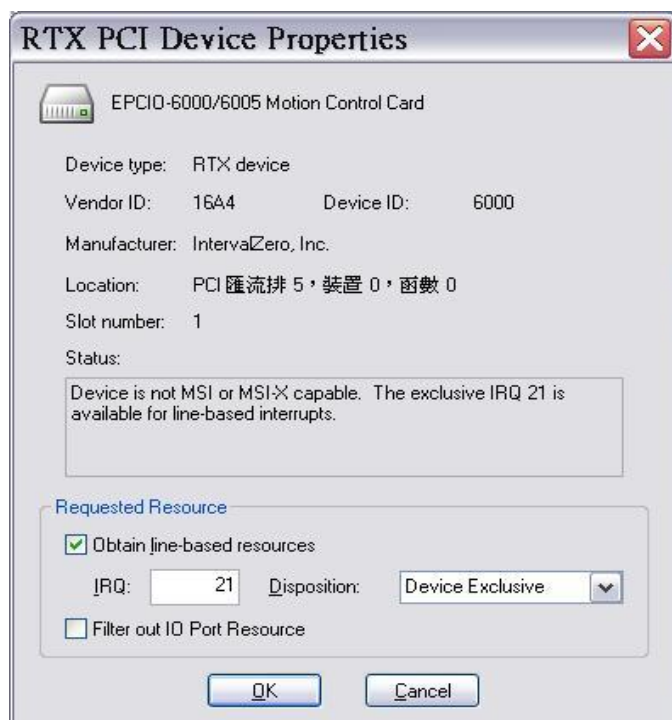 RTX PCI Device Properties
EPCIO-6000/6005 Motion Control Card
Device type: RTX device
Vendor ID: 16A4 Device ID: 6000
Manufacturer: IntervalZero, Inc.
Location: PCI 匯流排 5，裝置 0，函數 0
Slot number: 1
Status:
Device is not MSI or MSI-X capable. The exclusive IRQ 21 is
available for line-based interrupts.
Requested Resource
Obtain line-based resources
IRQ: 21 Disposition: Device Exclusive
Filter out IO Port Resource
OK Cancel